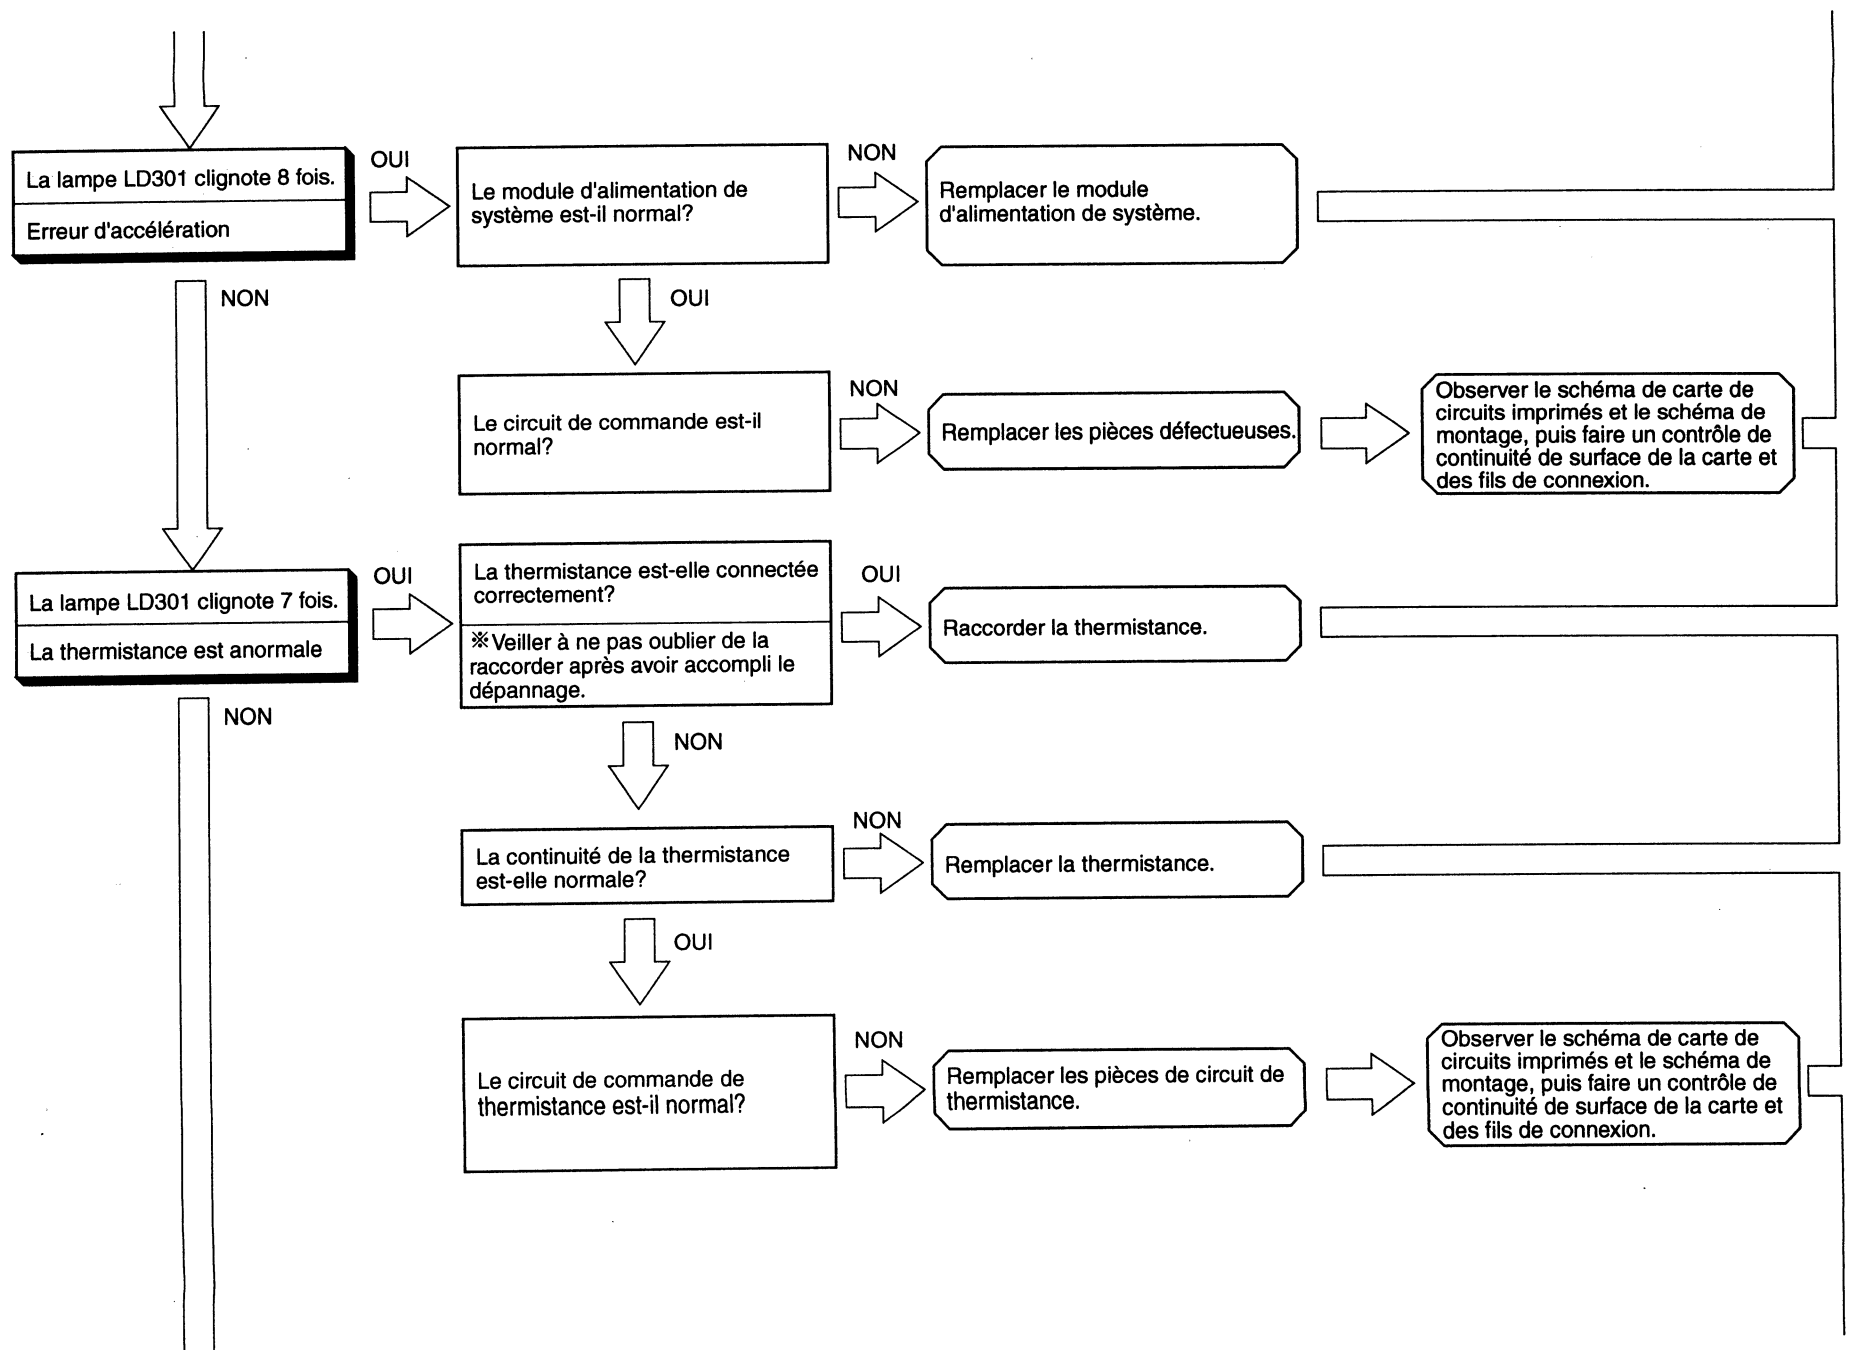 La lampe LD301 clignote 8 fois.
Erreur d'accélération
OUI
Le module d'alimentation de
système est-il normal?
NON
Remplacer le module
d'alimentation de système.
NON
OUI
Le circuit de commande est-il
normal?
NON
Remplacer les pièces défectueuses.
Observer le schéma de carte de
circuits imprimés et le schéma de
montage, puis faire un contrôle de
continuité de surface de la carte et
des fils de connexion.
La lampe LD301 clignote 7 fois.
La thermistance est anormale
OUI
La thermistance est-elle connectée
correctement?
※Veiller à ne pas oublier de la
raccorder après avoir accompli le
dépannage.
OUI
Raccorder la thermistance.
NON
NON
La continuité de la thermistance
est-elle normale?
NON
Remplacer la thermistance.
OUI
Le circuit de commande de
thermistance est-il normal?
NON
Remplacer les pièces de circuit de
thermistance.
Observer le schéma de carte de
circuits imprimés et le schéma de
montage, puis faire un contrôle de
continuité de surface de la carte et
des fils de connexion.